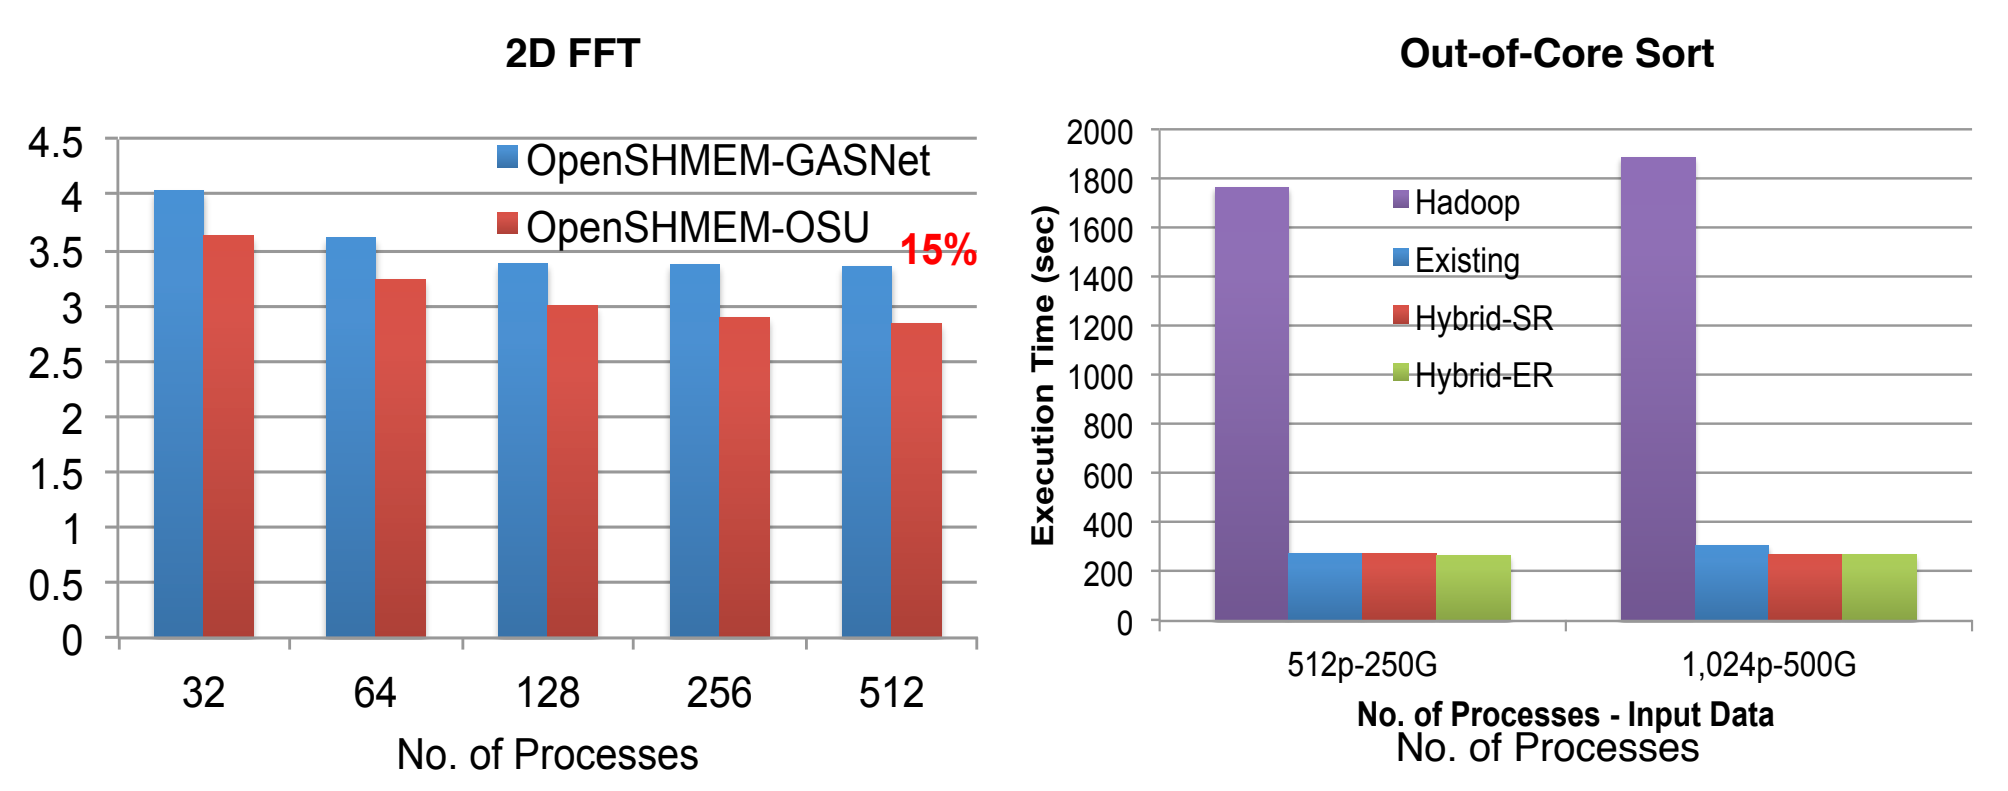 2D FFT
4.5
4
3.5
3
2.5
2
1.5
1
0.5
0
OpenSHMEM-GASNet
OpenSHMEM-OSU
15%
32 64 128 256 512
No. of Processes
Out-of-Core Sort
Execution Time (sec)
2000
1800
1600
1400
1200
1000
800
600
400
200
0
Hadoop
Existing
Hybrid-SR
Hybrid-ER
512p-250G 1,024p-500G
No. of Processes - Input Data
No. of Processes